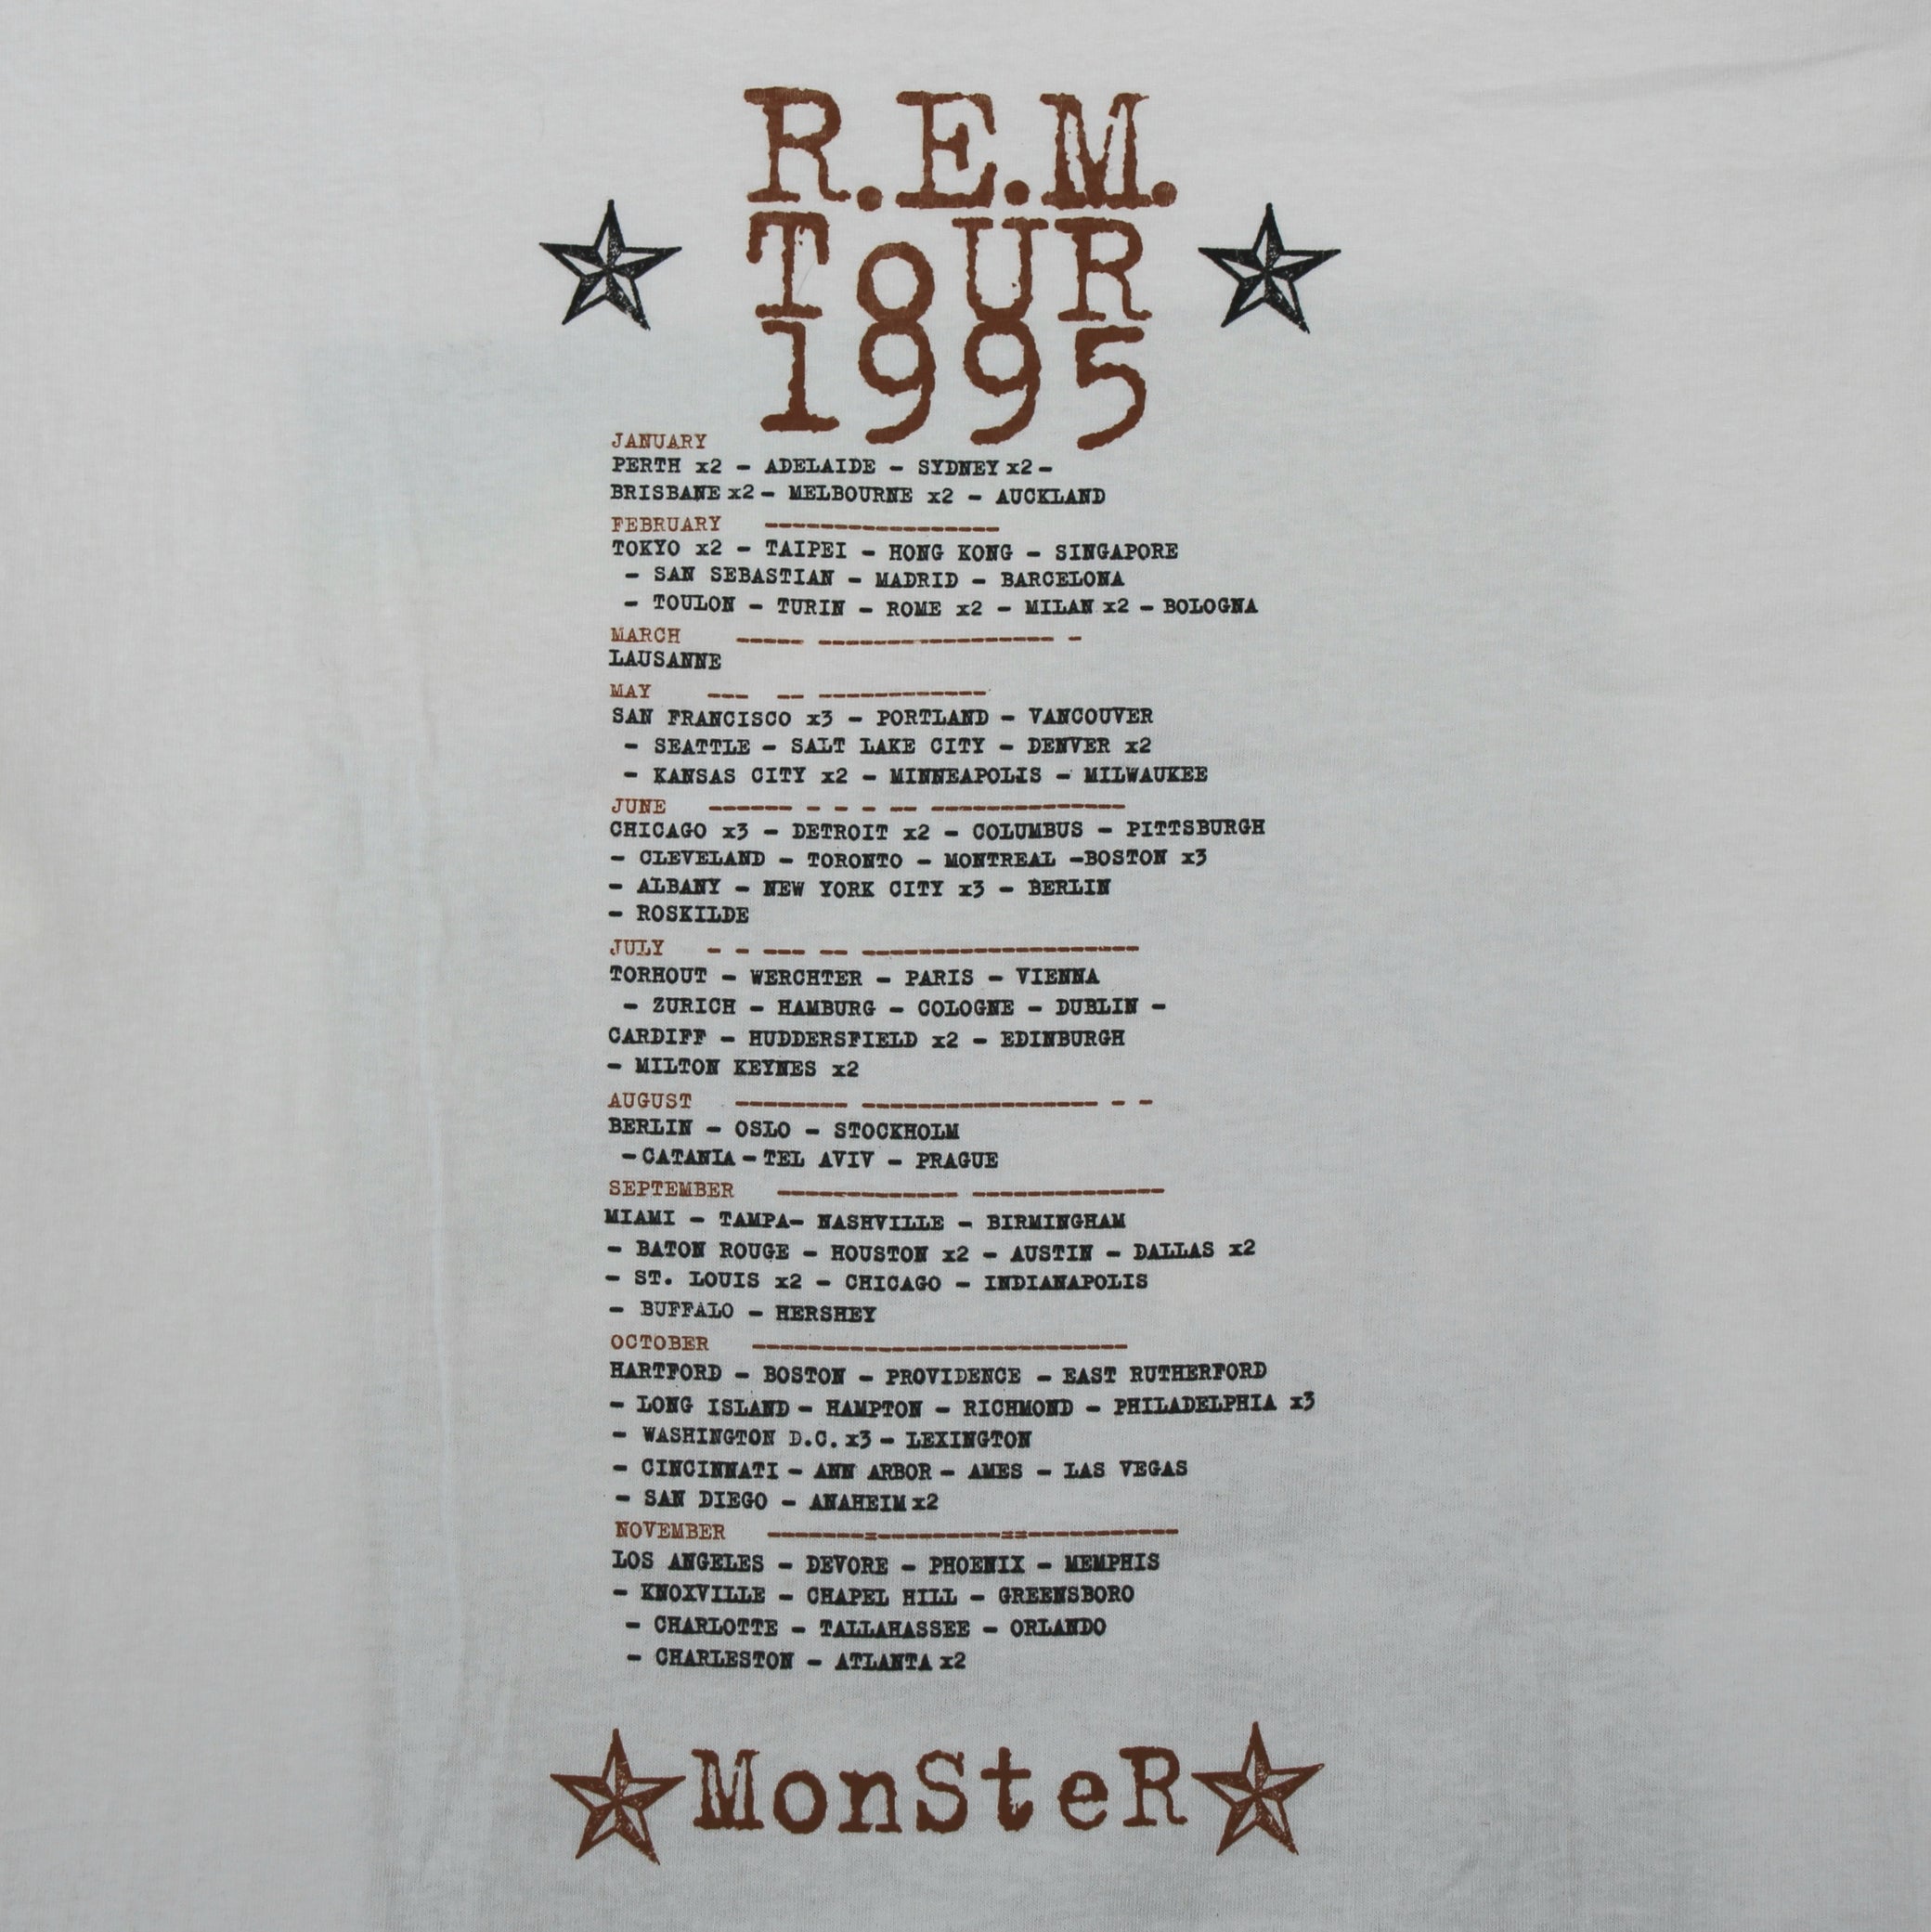 R.E.M.
ToUR
1995
JANUARY
PERTH x2 - ADELAIDE - SYDNEY x2 -
BRISBANE x2 - MELBOURNE x2 - AUCKLAND
FEBRUARY -----------------
TOKYO x2 - TAIPEI - HONG KONG - SINGAPORE
- SAN SEBASTIAN - MADRID - BARCELONA
- TOULON - TURIN - ROME x2 - MILAN x2 - BOLOGNA
MARCH ----- ----------------- -
LAUSANNE
MAY --- -- ------------
SAN FRANCISCO x3 - PORTLAND - VANCOUVER
- SEATTLE - SALT LAKE CITY - DENVER x2
- KANSAS CITY x2 - MINNEAPOLIS - MILWAUKEE
JUNE ------ - - - -- --------------
CHICAGO x3 - DETROIT x2 - COLUMBUS - PITTSBURGH
- CLEVELAND - TORONTO - MONTREAL -BOSTON x3
- ALBANY - NEW YORK CITY x3 - BERLIN
- ROSKILDE
JULY - - --- -- --------------------
TORHOUT - WERCHTER - PARIS - VIENNA
- ZURICH - HAMBURG - COLOGNE - DUBLIN -
CARDIFF - HUDDERSFIELD x2 - EDINBURGH
- MILTON KEYNES x2
AUGUST -------- ----------------- - -
BERLIN - OSLO - STOCKHOLM
-CATANIA-TEL AVIV - PRAGUE
SEPTEMBER ------------- --------------
MIAMI - TAMPA- NASHVILLE - BIRMINGHAM
- BATON ROUGE - HOUSTON x2 - AUSTIN - DALLAS x2
- ST. LOUIS x2 - CHICAGO - INDIANAPOLIS
- BUFFALO - HERSHEY
OCTOBER ---------------------------
HARTFORD - BOSTON - PROVIDENCE - EAST RUTHERFORD
- LONG ISLAND - HAMPTON - RICHMOND - PHILADELPHIA x3
- WASHINGTON D.C. x3 - LEXINGTON
- CINCINNATI - ANN ARBOR - AMES - LAS VEGAS
- SAN DIEGO - ANAHEIM x2
NOVEMBER -------=---------==-----------
LOS ANGELES - DEVORE - PHOENIX - MEMPHIS
- KNOXVILLE - CHAPEL HILL - GREENSBORO
- CHARLOTTE - TALLAHASSEE - ORLANDO
- CHARLESTON - ATLANTA x2
MonSteR